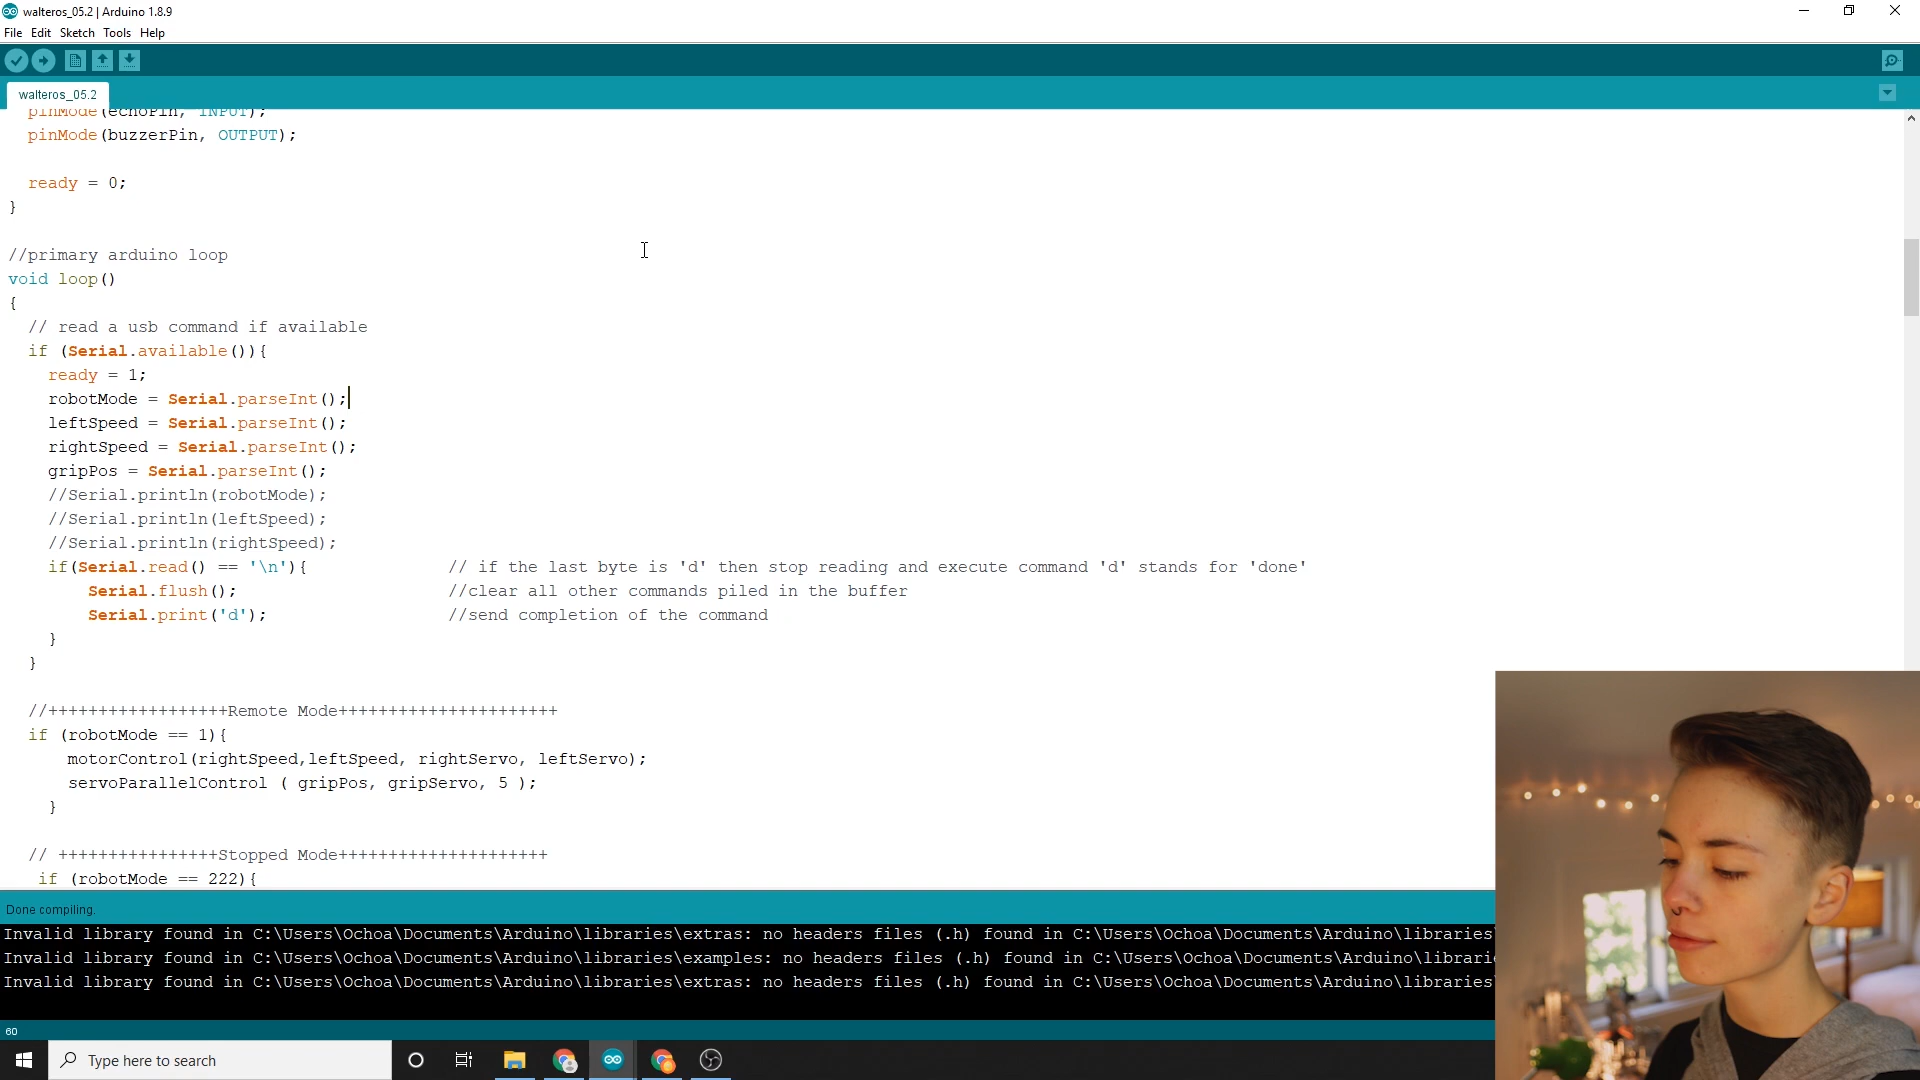 walteros_05.2 | Arduino 1.8.9
File Edit Sketch Tools Help
walteros_05.2
pinMode(echoPin, INPUT);
pinMode(buzzerPin, OUTPUT);
ready = 0;
}
//primary arduino loop
void loop()
{
// read a usb command if available
if (Serial.available()){
ready = 1;
robotMode = Serial.parseInt();
leftSpeed = Serial.parseInt();
rightSpeed = Serial.parseInt();
gripPos = Serial.parseInt();
//Serial.println(robotMode);
//Serial.println(leftSpeed);
//Serial.println(rightSpeed);
if(Serial.read() == '\n'){ // if the last byte is 'd' then stop reading and execute command 'd' stands for 'done'
Serial.flush(); //clear all other commands piled in the buffer
Serial.print('d'); //send completion of the command
}
}
//++++++++++++++++++Remote Mode++++++++++++++++++++++
if (robotMode == 1){
motorControl(rightSpeed,leftSpeed, rightServo, leftServo);
servoParallelControl ( gripPos, gripServo, 5 );
}
// ++++++++++++++++Stopped Mode+++++++++++++++++++++
if (robotMode == 222){
Done compiling.
Invalid library found in C:\Users\Ochoa\Documents\Arduino\libraries\extras: no headers files (.h) found in C:\Users\Ochoa\Documents\Arduino\libraries\
Invalid library found in C:\Users\Ochoa\Documents\Arduino\libraries\examples: no headers files (.h) found in C:\Users\Ochoa\Documents\Arduino\librari
Invalid library found in C:\Users\Ochoa\Documents\Arduino\libraries\extras: no headers files (.h) found in C:\Users\Ochoa\Documents\Arduino\libraries\
60
Type here to search